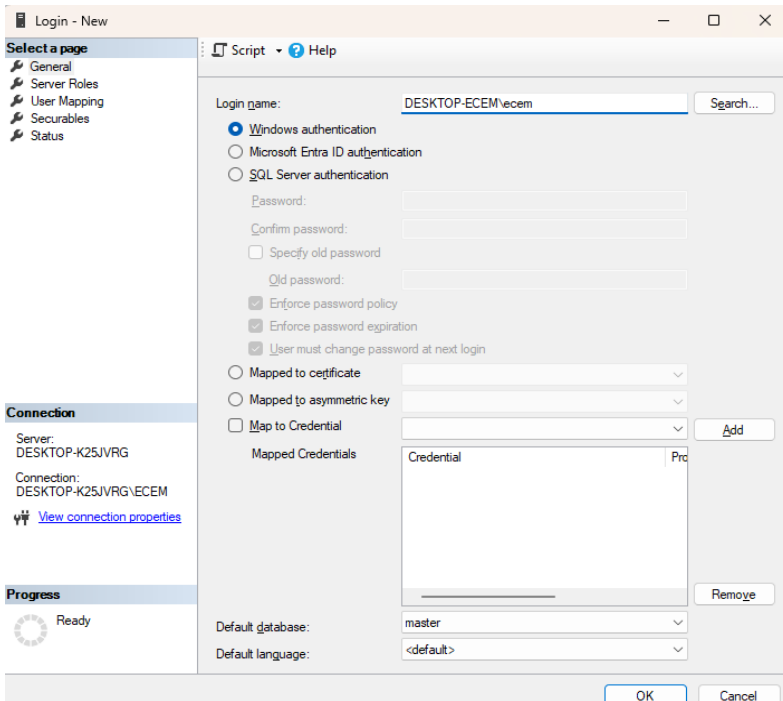 Login - New
Select a page
General
Server Roles
User Mapping
Securables
Status
Script
Help
Login name:
DESKTOP-ECEM\ecem
Search...
Windows authentication
Microsoft Entra ID authentication
SQL Server authentication
Password:
Confirm password:
Specify old password
Old password:
Enforce password policy
Enforce password expiration
User must change password at next login
Mapped to certificate
Mapped to asymmetric key
Map to Credential
Add
Mapped Credentials
Credential
Pro
Remove
Default database:
master
Default language:
<default>
Connection
Server:
DESKTOP-K25JVRG
Connection:
DESKTOP-K25JVRG\ECEM
View connection properties
Progress
Ready
OK
Cancel